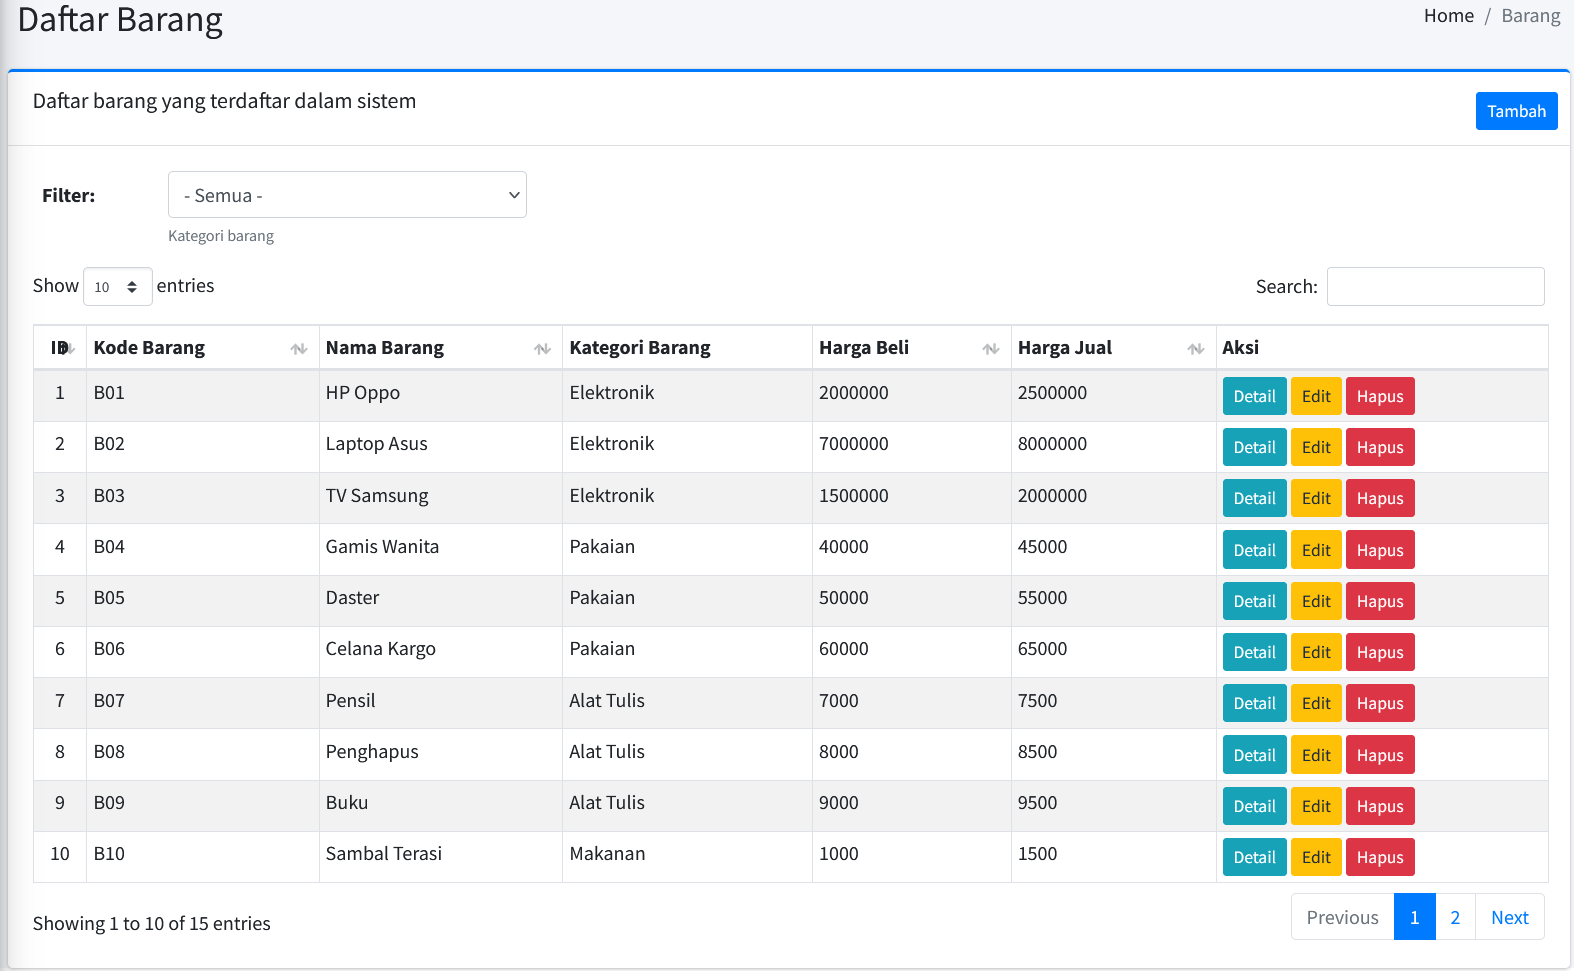 Daftar Barang
Home / Barang
Daftar barang yang terdaftar dalam sistem
Tambah
Filter:
- Semua -
Kategori barang
Show 10 entries
Search:
ID Kode Barang Nama Barang Kategori Barang Harga Beli Harga Jual Aksi
1 B01 HP Oppo Elektronik 2000000 2500000 Detail Edit Hapus
2 B02 Laptop Asus Elektronik 7000000 8000000 Detail Edit Hapus
3 B03 TV Samsung Elektronik 1500000 2000000 Detail Edit Hapus
4 B04 Gamis Wanita Pakaian 40000 45000 Detail Edit Hapus
5 B05 Daster Pakaian 50000 55000 Detail Edit Hapus
6 B06 Celana Kargo Pakaian 60000 65000 Detail Edit Hapus
7 B07 Pensil Alat Tulis 7000 7500 Detail Edit Hapus
8 B08 Penghapus Alat Tulis 8000 8500 Detail Edit Hapus
9 B09 Buku Alat Tulis 9000 9500 Detail Edit Hapus
10 B10 Sambal Terasi Makanan 1000 1500 Detail Edit Hapus
Showing 1 to 10 of 15 entries
Previous 1 2 Next